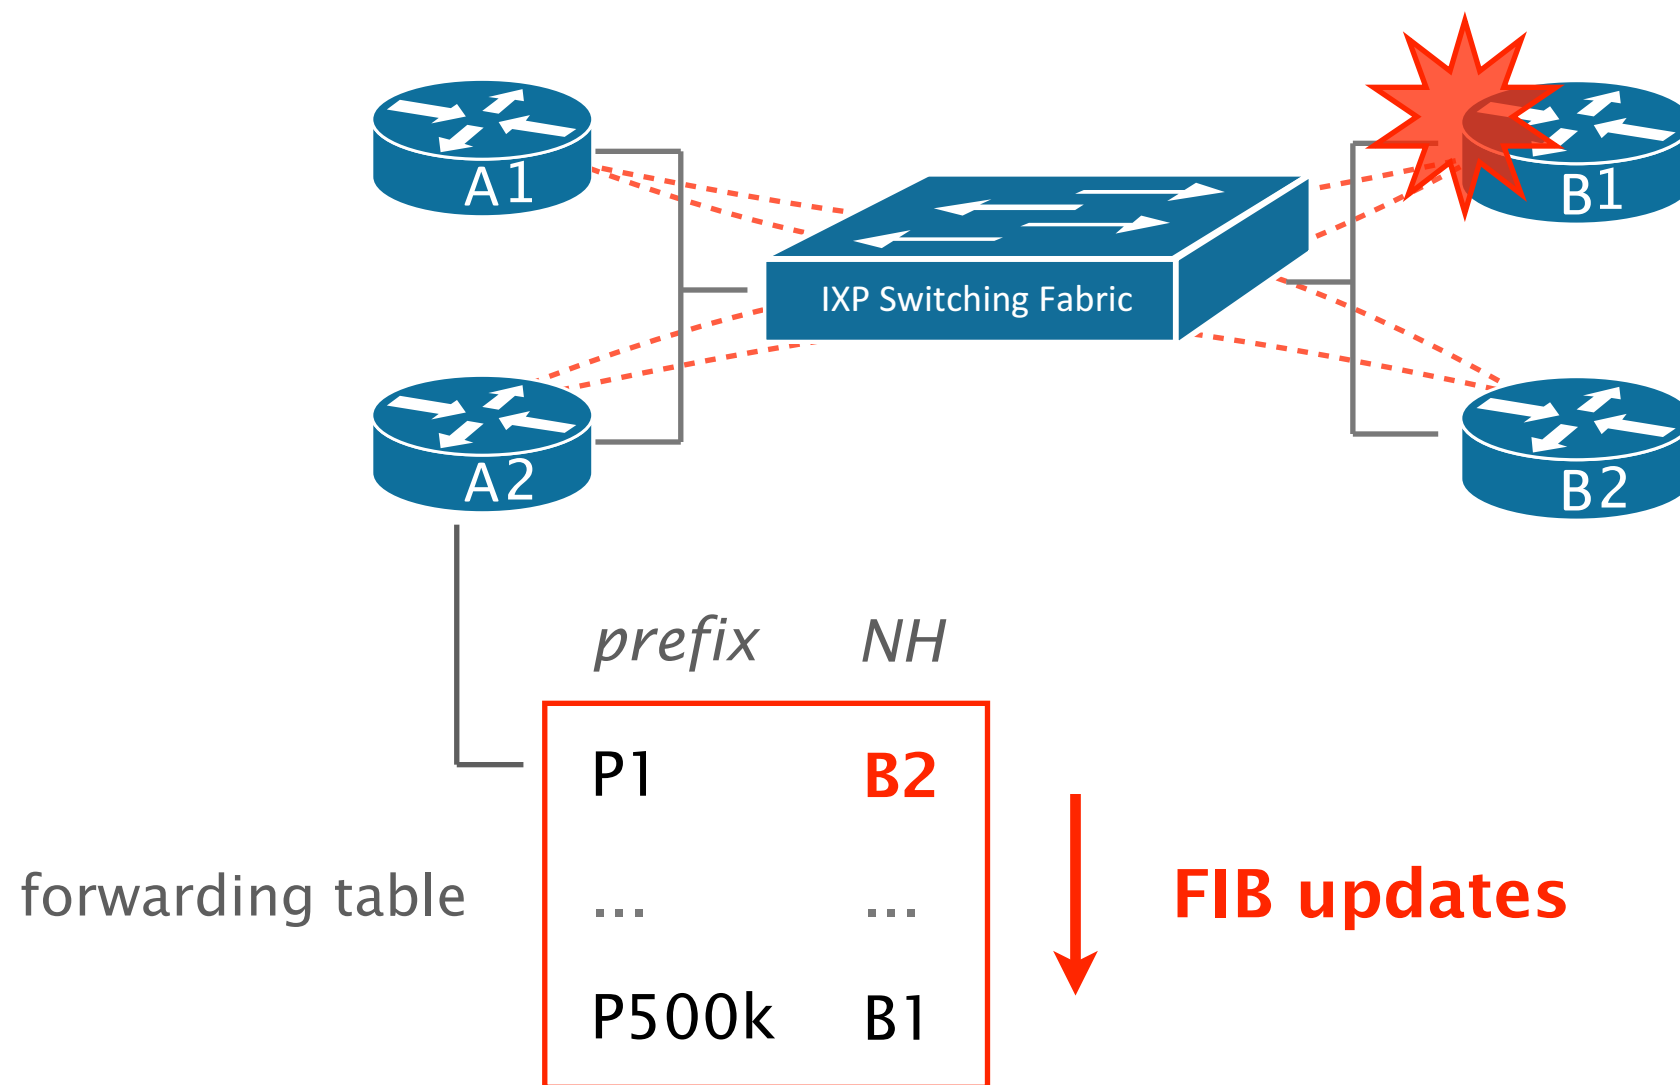 A1
B1
IXP Switching Fabric
A2
B2
prefix NH
P1 B2
forwarding table ... ... FIB updates
P500k B1